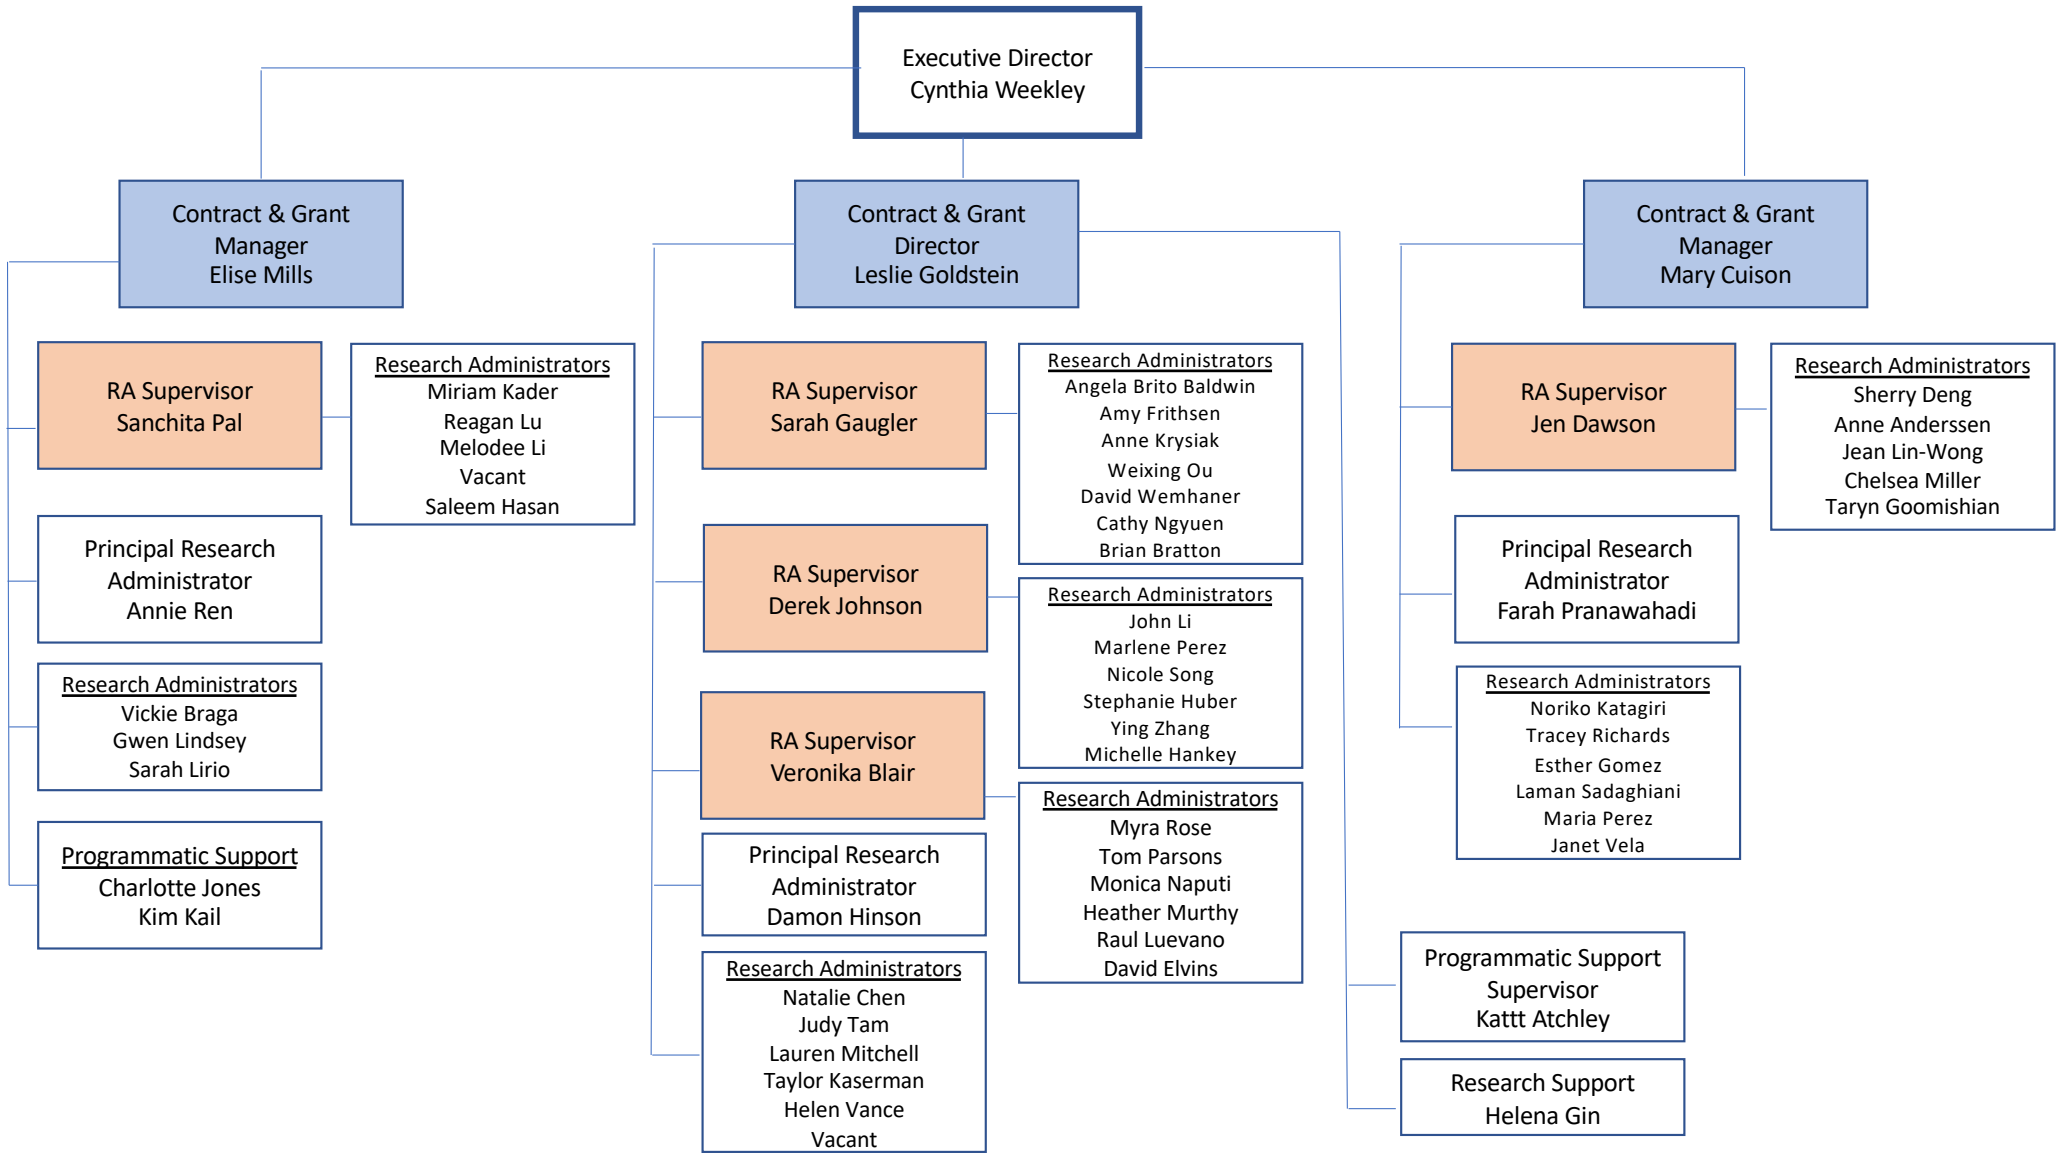 Executive Director
Cynthia Weekley
Contract & Grant
Manager
Elise Mills
Contract & Grant
Director
Leslie Goldstein
Contract & Grant
Manager
Mary Cuison
RA Supervisor
Sanchita Pal
Research Administrators
Miriam Kader
Reagan Lu
Melodee Li
Vacant
Saleem Hasan
Principal Research
Administrator
Annie Ren
Research Administrators
Vickie Braga
Gwen Lindsey
Sarah Lirio
Programmatic Support
Charlotte Jones
Kim Kail
RA Supervisor
Sarah Gaugler
Research Administrators
Angela Brito Baldwin
Amy Frithsen
Anne Krysiak
Weixing Ou
David Wemhaner
Cathy Ngyuen
Brian Bratton
RA Supervisor
Derek Johnson
Research Administrators
John Li
Marlene Perez
Nicole Song
Stephanie Huber
Ying Zhang
Michelle Hankey
RA Supervisor
Veronika Blair
Research Administrators
Myra Rose
Tom Parsons
Monica Naputi
Heather Murthy
Raul Luevano
David Elvins
Principal Research
Administrator
Damon Hinson
Research Administrators
Natalie Chen
Judy Tam
Lauren Mitchell
Taylor Kaserman
Helen Vance
Vacant
RA Supervisor
Jen Dawson
Research Administrators
Sherry Deng
Anne Anderssen
Jean Lin-Wong
Chelsea Miller
Taryn Goomishian
Principal Research
Administrator
Farah Pranawahadi
Research Administrators
Noriko Katagiri
Tracey Richards
Esther Gomez
Laman Sadaghiani
Maria Perez
Janet Vela
Programmatic Support
Supervisor
Kattt Atchley
Research Support
Helena Gin